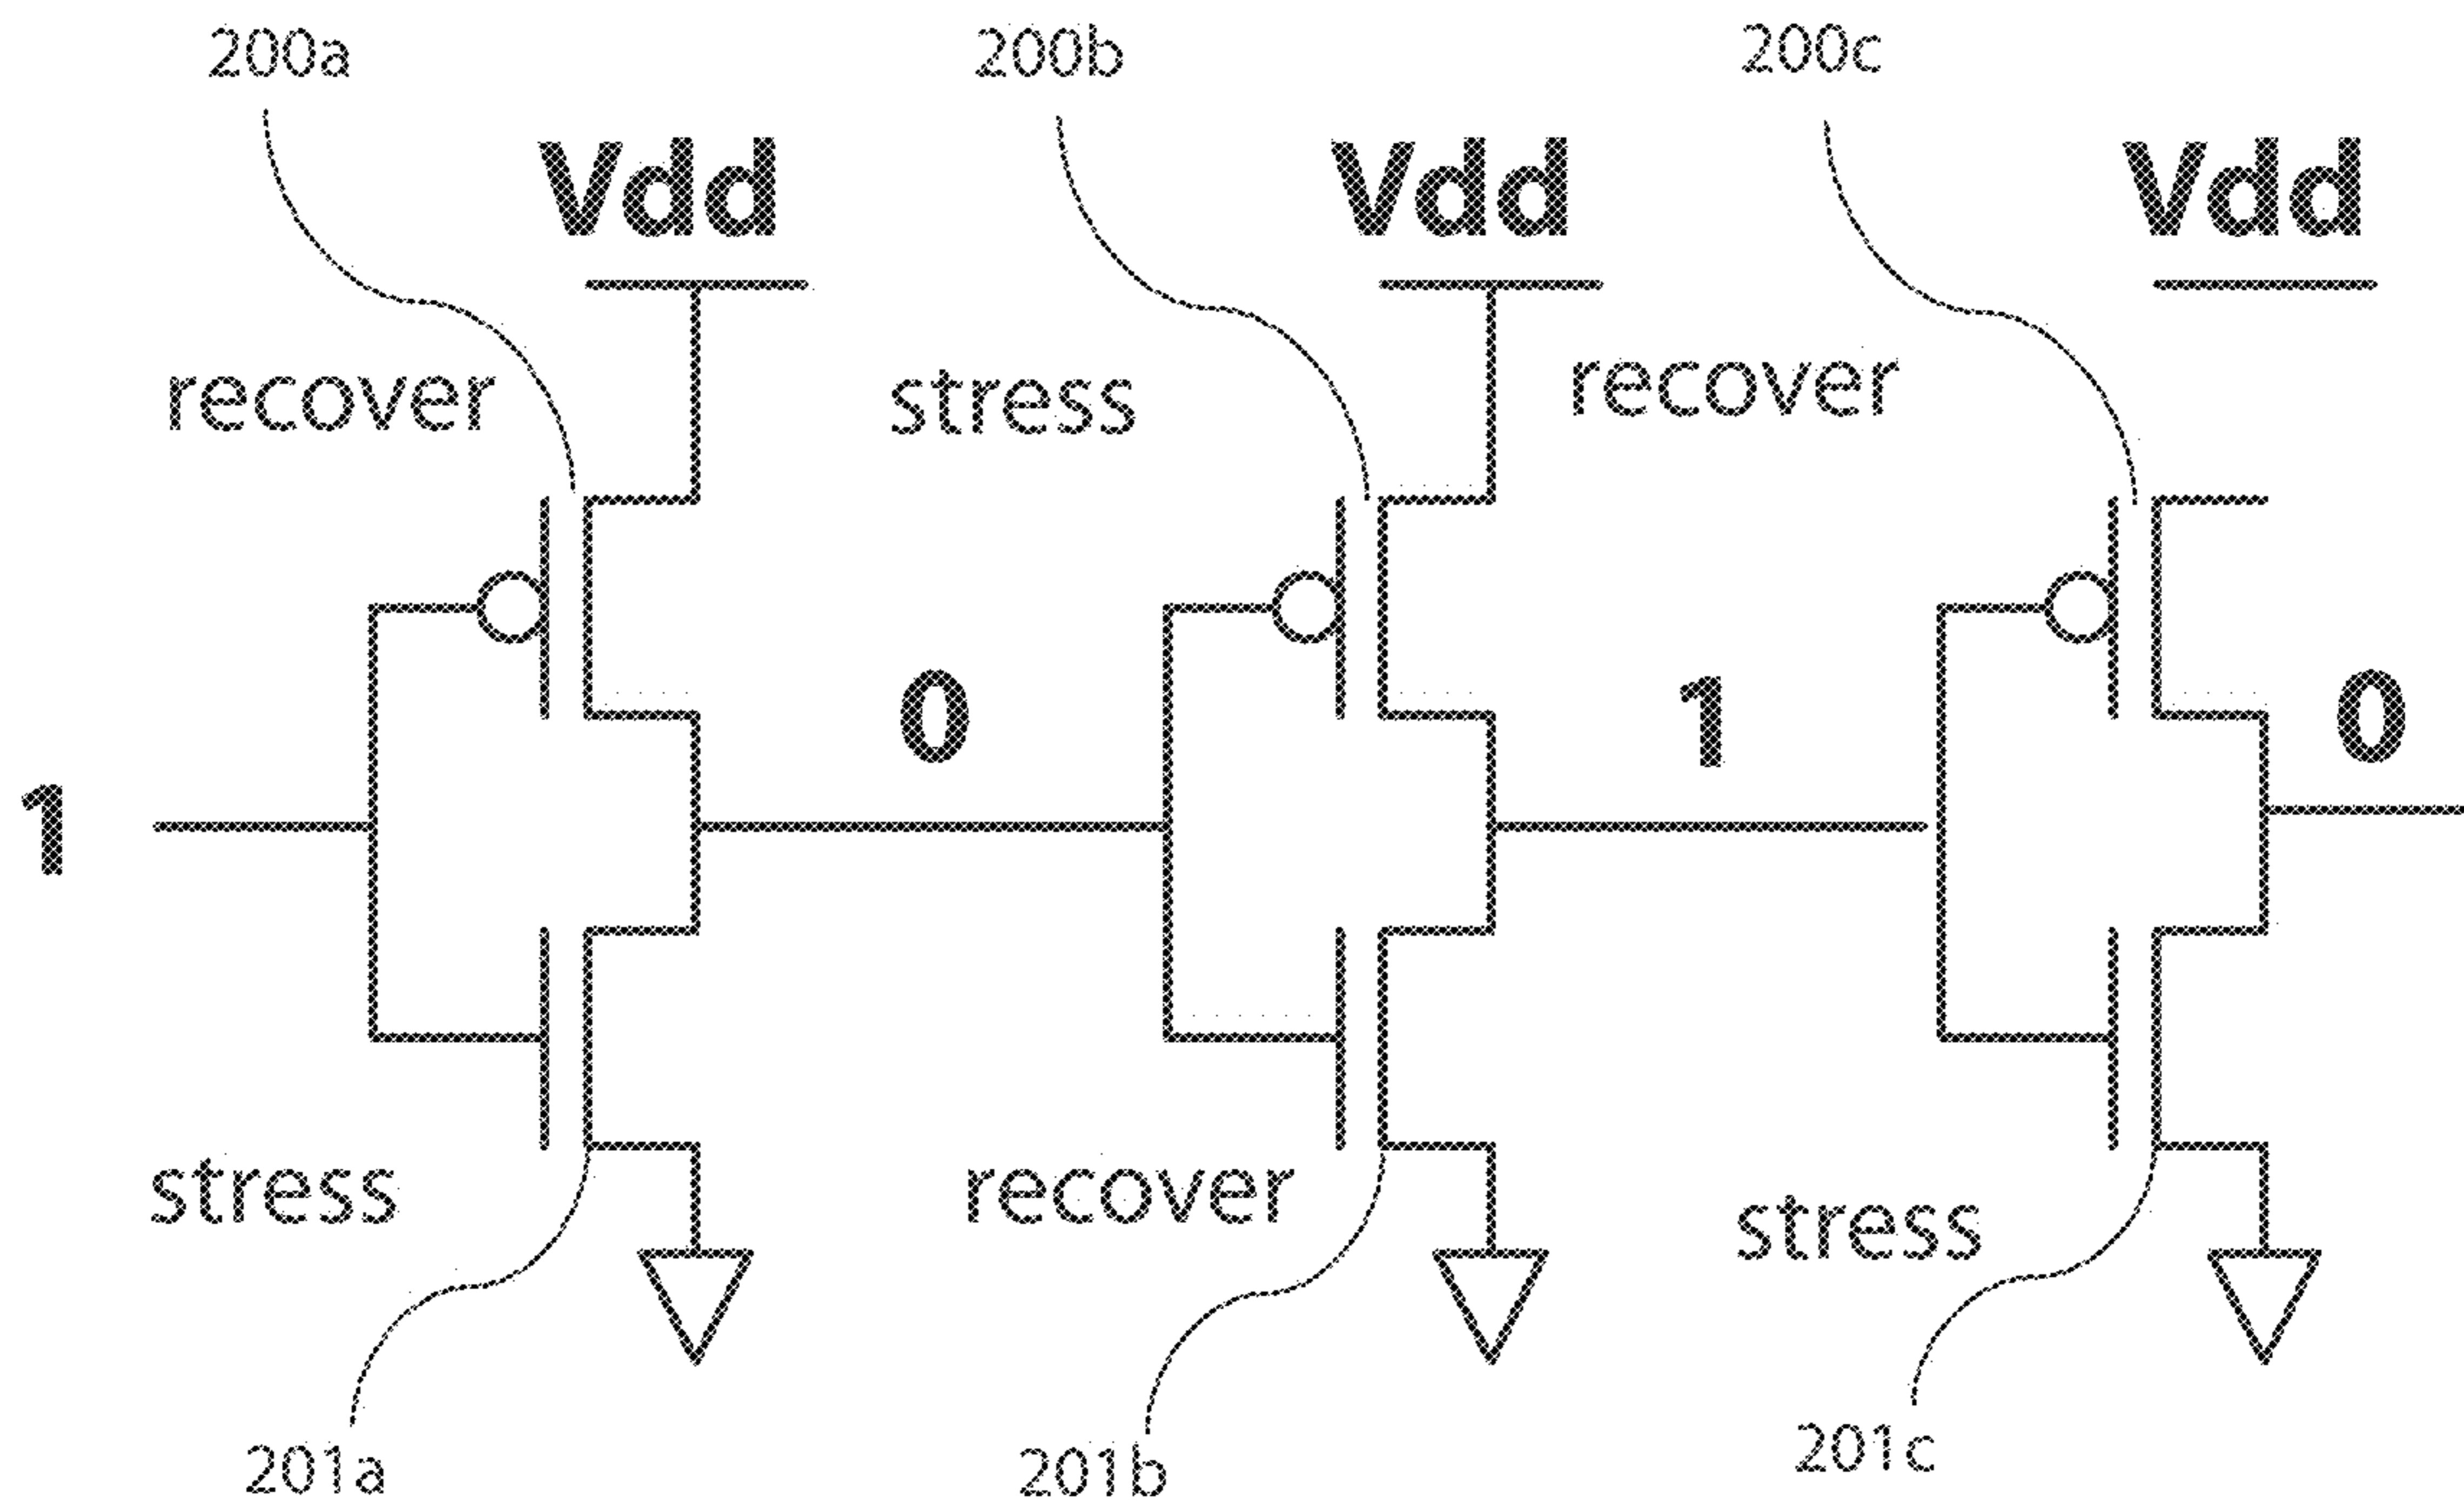 200a 200b 200c
Vdd Vdd Vdd
recover stress recover
1 0 1 0
stress recover stress
201a 201b 201c